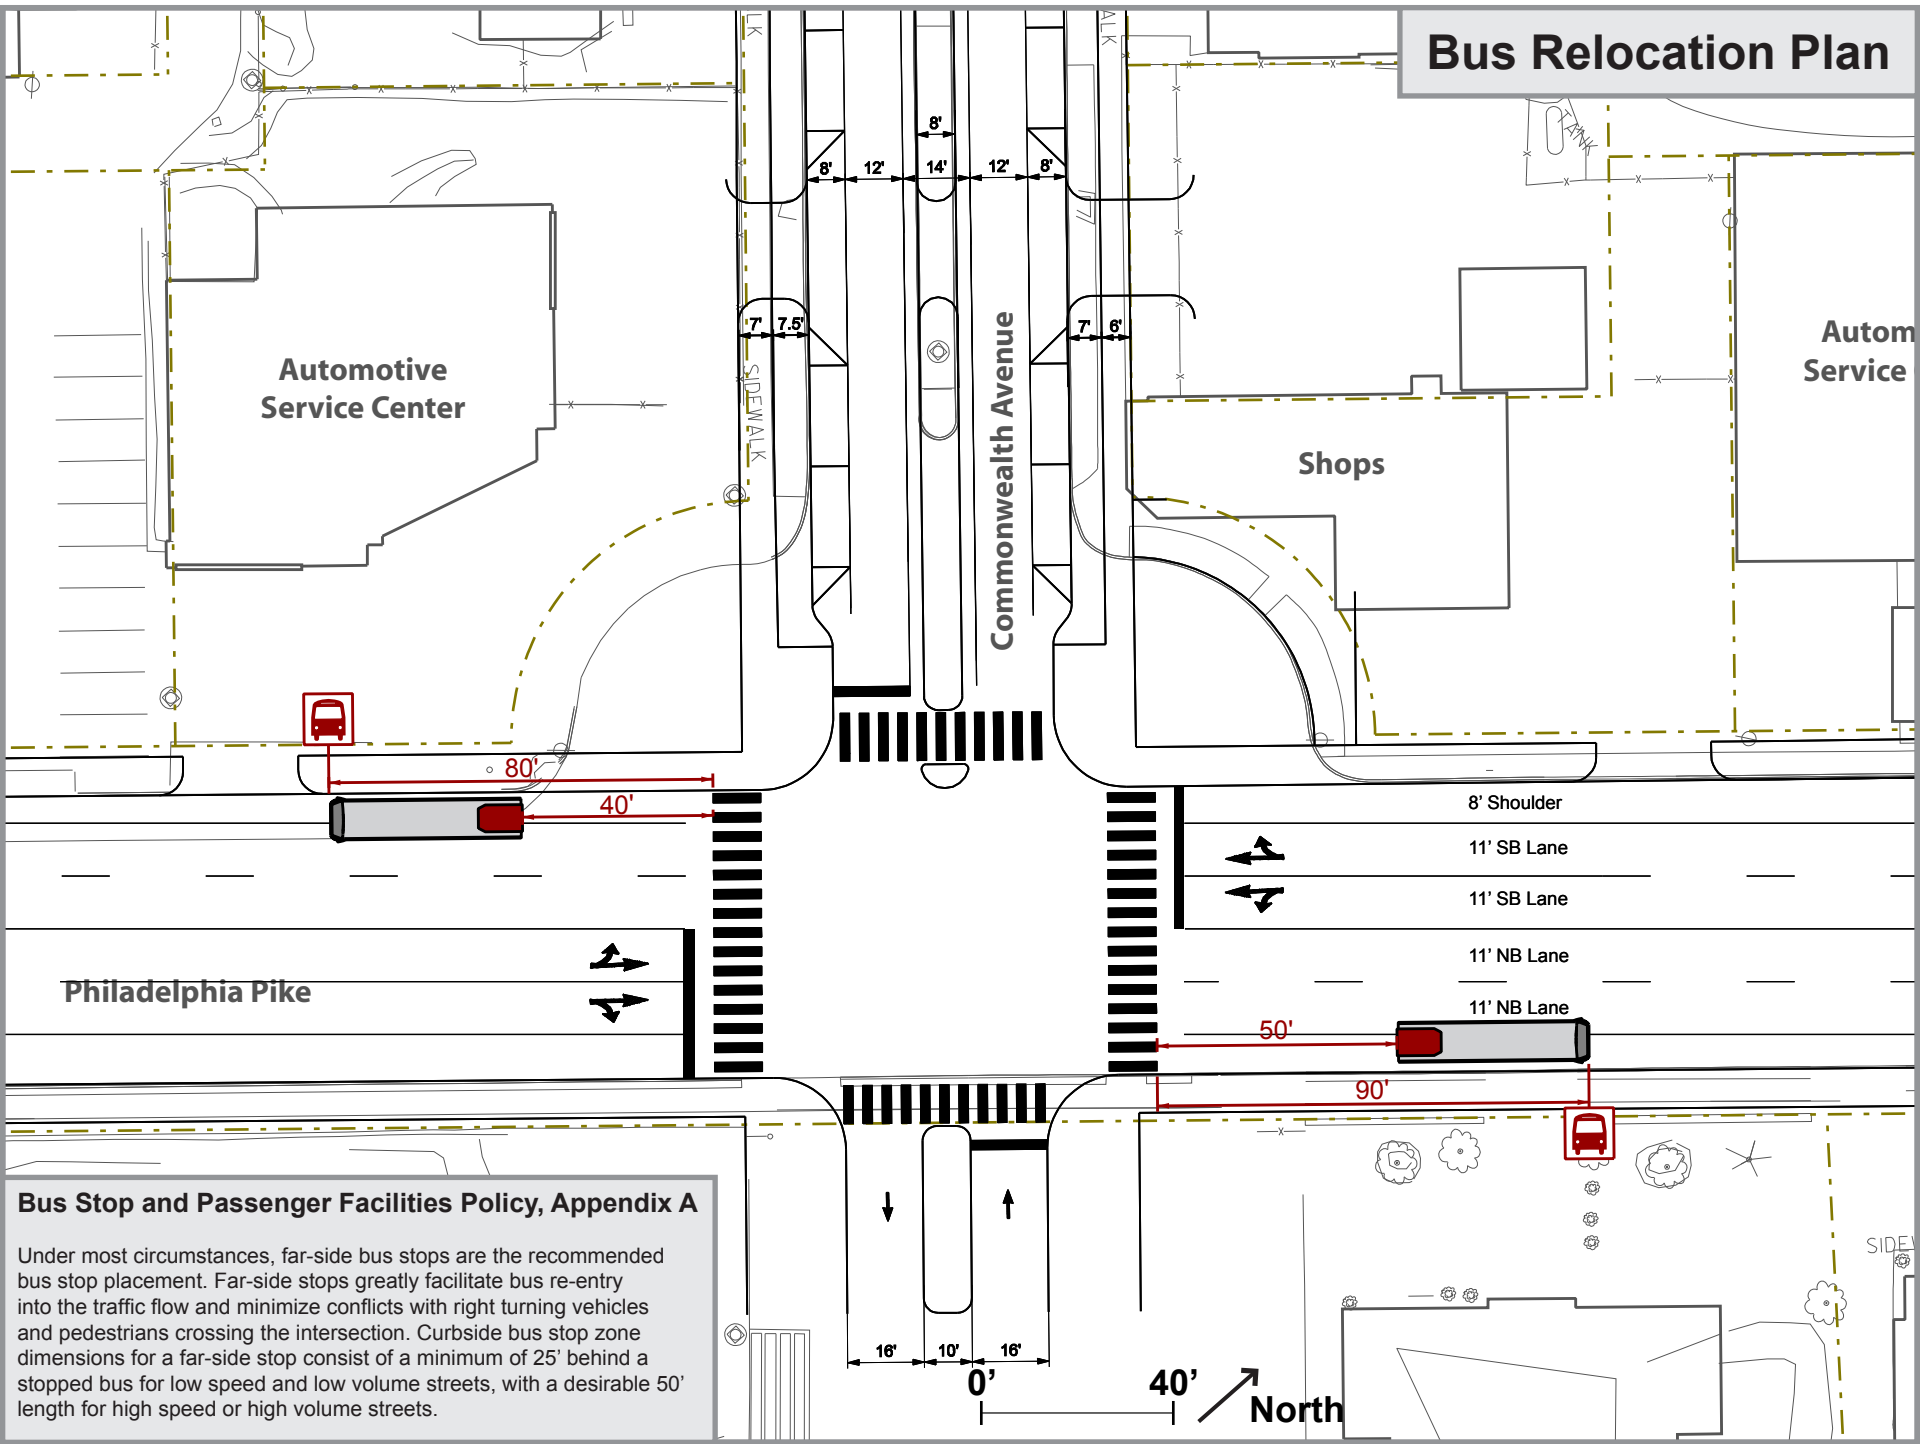 Bus Relocation Plan
ALK
ALK
TANK
8'
8'
12'
14'
12'
8'
7'
7.5'
7'
6'
Automotive
Service Center
SIDEWALK
Commonwealth Avenue
Shops
Autom
Service
80'
40'
8' Shoulder
11' SB Lane
11' SB Lane
11' NB Lane
11' NB Lane
Philadelphia Pike
50'
90'
Bus Stop and Passenger Facilities Policy, Appendix A
Under most circumstances, far-side bus stops are the recommended
bus stop placement. Far-side stops greatly facilitate bus re-entry
into the traffic flow and minimize conflicts with right turning vehicles
and pedestrians crossing the intersection. Curbside bus stop zone
dimensions for a far-side stop consist of a minimum of 25' behind a
stopped bus for low speed and low volume streets, with a desirable 50'
length for high speed or high volume streets.
16'
10'
16'
0'
40'
North
SIDE